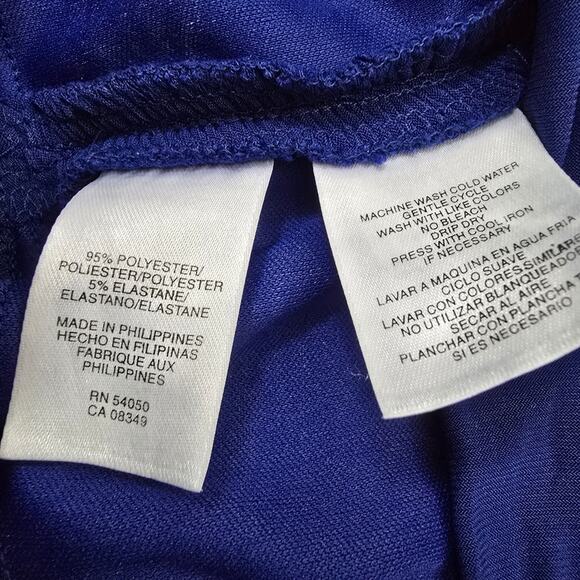 95% POLYESTER/
POLIESTER/POLYESTER
5% ELASTANE/
ELASTANO/ELASTANE
MADE IN PHILIPPINES
HECHO EN FILIPINAS
FABRIQUE AUX
PHILIPPINES
RN 54050
CA 08349
MACHINE WASH COLD WATER
GENTLE CYCLE
WASH WITH LIKE COLORS
NO BLEACH
DRIP DRY
PRESS WITH COOL IRON
IF NECESSARY
LAVAR A MAQUINA EN AGUA FRIA
CICLO SUAVE
LAVAR CON COLORES SIMILARES
NO UTILIZAR BLANQUEADOR
SECAR AL AIRE
PLANCHAR CON PLANCHA
SI ES NECESARIO